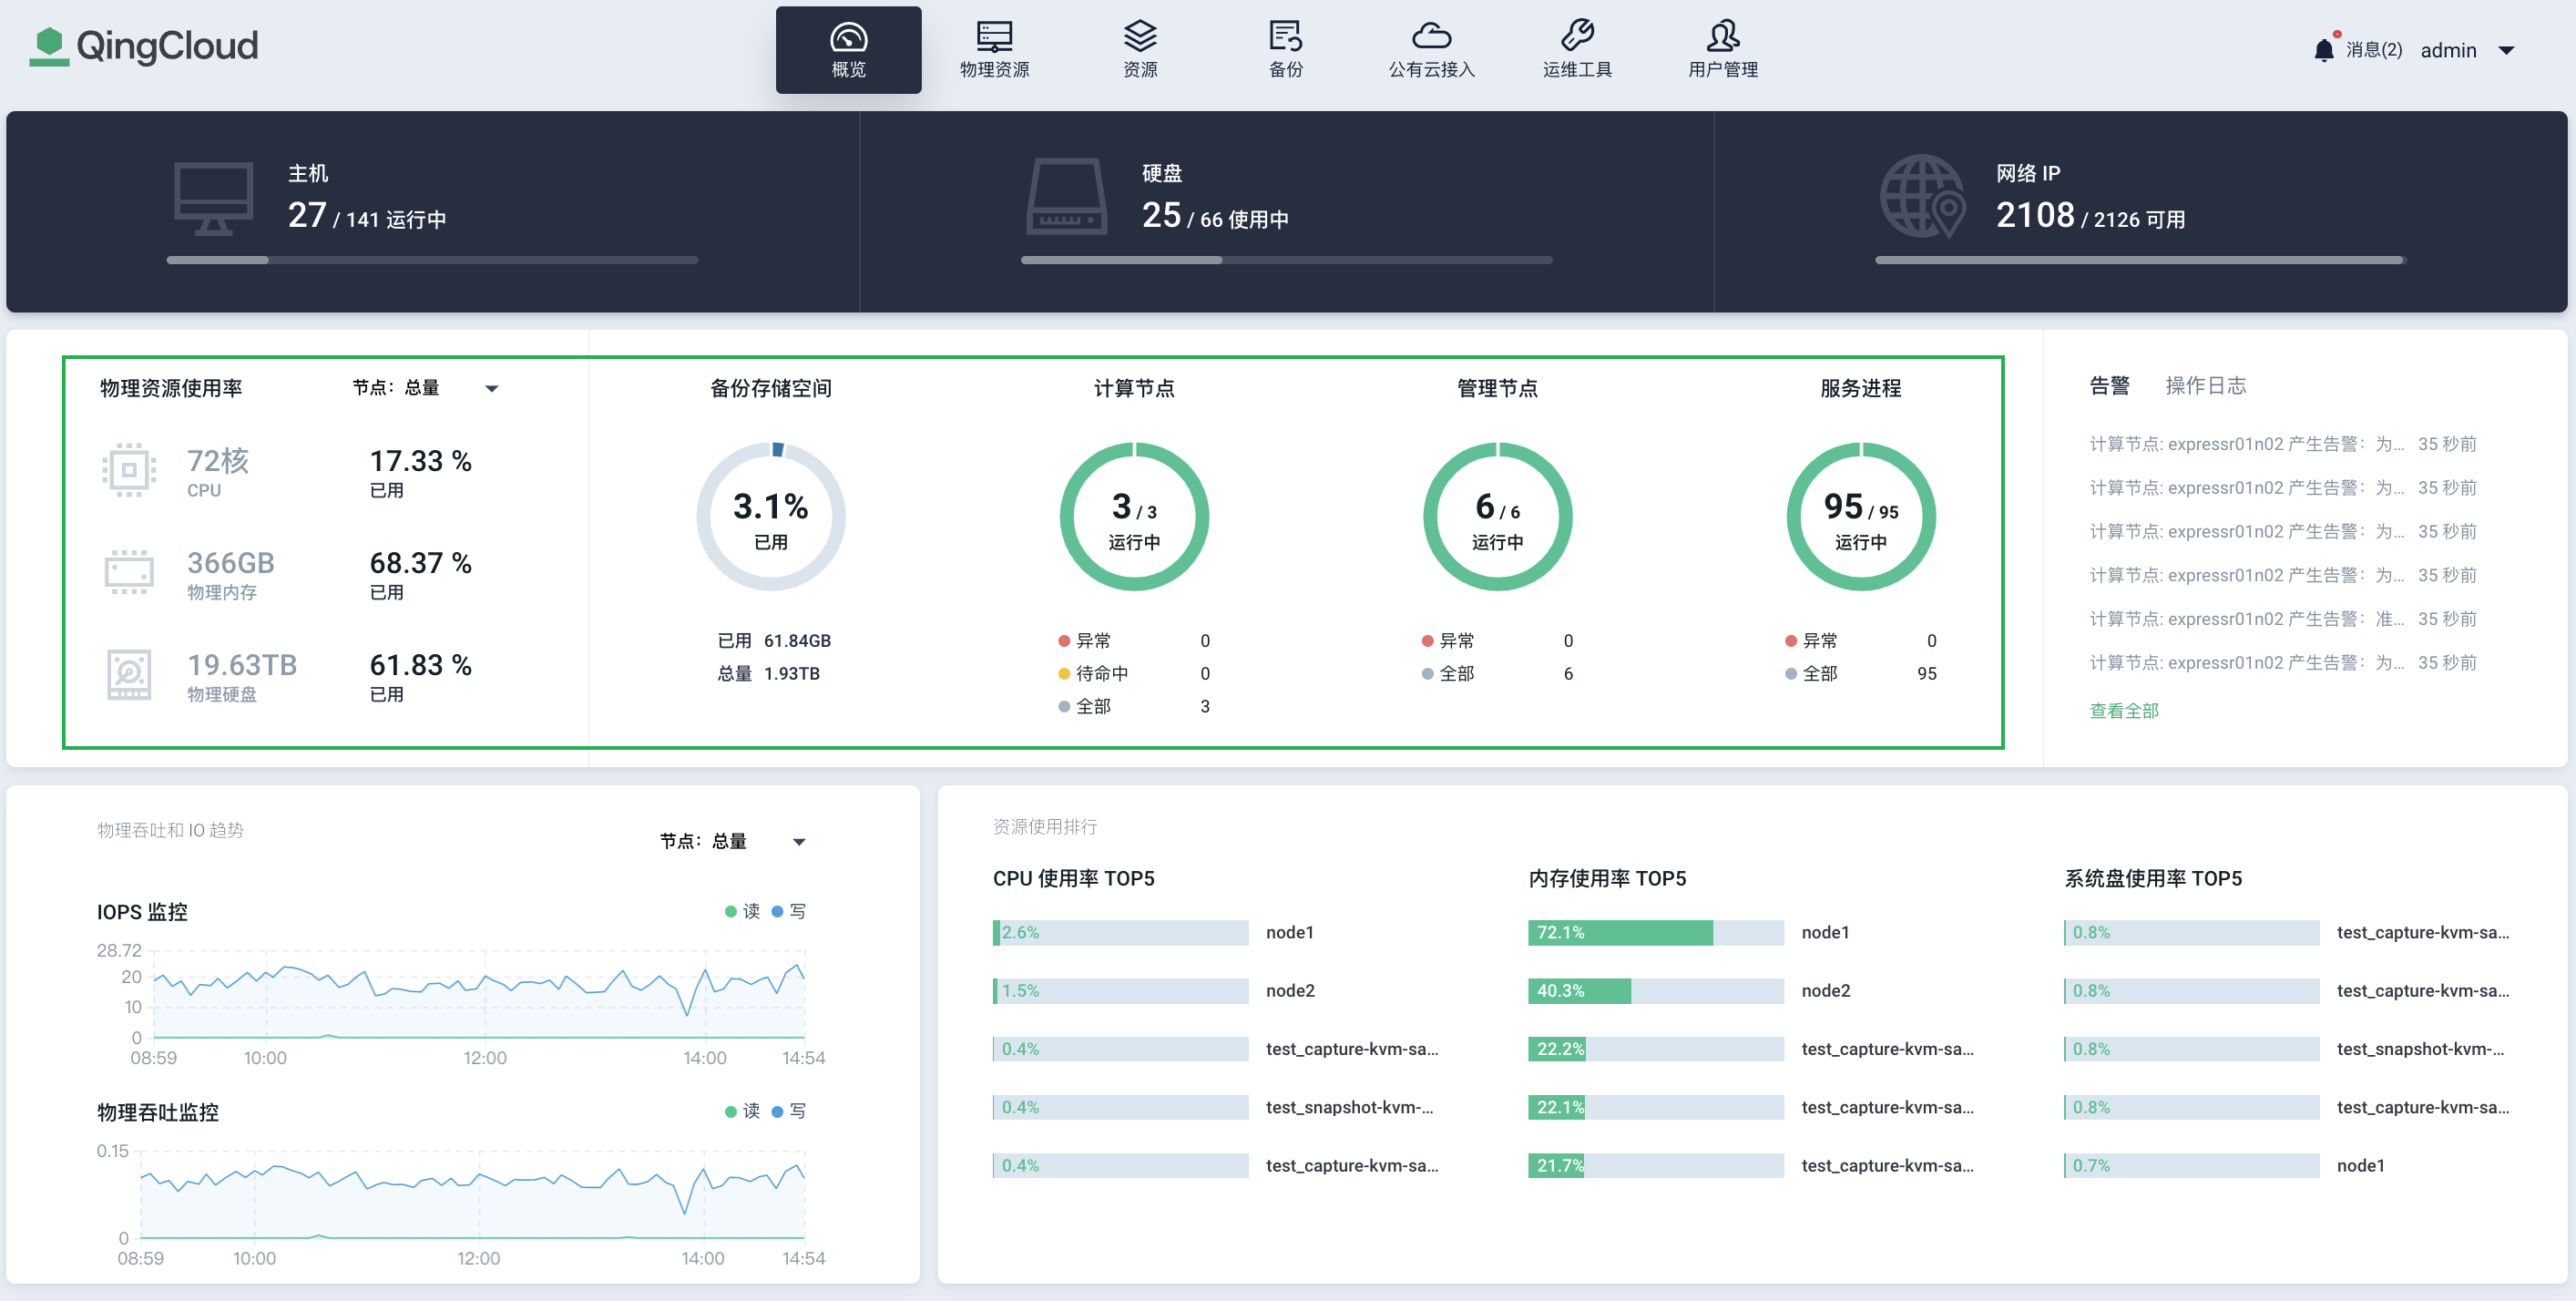 QingCloud
概览
物理资源
资源
备份
公有云接入
运维工具
用户管理
消息(2)
admin
主机
27 / 141 运行中
硬盘
25 / 66 使用中
网络 IP
2108 / 2126 可用
物理资源使用率
节点：总量
72核
CPU
17.33 %
已用
366GB
物理内存
68.37 %
已用
19.63TB
物理硬盘
61.83 %
已用
备份存储空间
3.1%
已用
已用 61.84GB
总量 1.93TB
计算节点
3 / 3
运行中
异常 0
待命中 0
全部 3
管理节点
6 / 6
运行中
异常 0
全部 6
服务进程
95 / 95
运行中
异常 0
全部 95
告警 操作日志
计算节点: expressr01n02 产生告警：为... 35 秒前
计算节点: expressr01n02 产生告警：为... 35 秒前
计算节点: expressr01n02 产生告警：为... 35 秒前
计算节点: expressr01n02 产生告警：为... 35 秒前
计算节点: expressr01n02 产生告警：准... 35 秒前
计算节点: expressr01n02 产生告警：为... 35 秒前
查看全部
物理吞吐和 IO 趋势
节点：总量
IOPS 监控
读 写
28.72
20
10
0
08:59 10:00 12:00 14:00 14:54
物理吞吐监控
读 写
0.15
0
08:59 10:00 12:00 14:00 14:54
资源使用排行
CPU 使用率 TOP5
2.6% node1
1.5% node2
0.4% test_capture-kvm-sa...
0.4% test_snapshot-kvm-...
0.4% test_capture-kvm-sa...
内存使用率 TOP5
72.1% node1
40.3% node2
22.2% test_capture-kvm-sa...
22.1% test_capture-kvm-sa...
21.7% test_capture-kvm-sa...
系统盘使用率 TOP5
0.8% test_capture-kvm-sa...
0.8% test_capture-kvm-sa...
0.8% test_snapshot-kvm-...
0.8% test_capture-kvm-sa...
0.7% node1